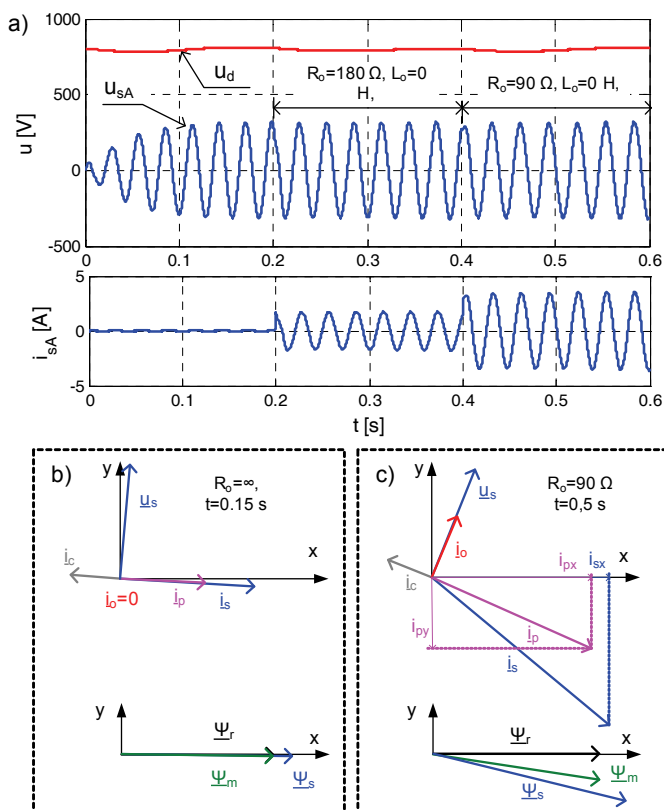 a)
1000
500
0
-500
u [V]
u_d
u_sA
R_o=180 Ω, L_o=0
H,
R_o=90 Ω, L_o=0 H,
0 0.1 0.2 0.3 0.4 0.5 0.6
5
0
-5
i_sA [A]
0 0.1 0.2 0.3 0.4 0.5 0.6
t [s]
b)
y
R_o=∞,
t=0.15 s
u_s
x
i_c
i_o=0
i_p
i_s
y
Ψ_r
x
Ψ_m
Ψ_s
c)
y
R_o=90 Ω
t=0,5 s
u_s
i_o
i_px
i_sx
x
i_c
i_py
i_p
i_s
y
Ψ_r
x
Ψ_m
Ψ_s